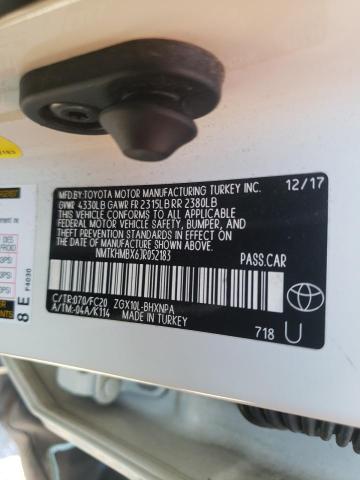 MFD.BY:TOYOTA MOTOR MANUFACTURING TURKEY INC. 12/17
GVWR 4330LB GAWR FR 2315LB RR 2380LB
THIS VEHICLE CONFORMS TO ALL APPLICABLE FEDERAL
MOTOR VEHICLE SAFETY, BUMPER, AND
THEFT PREVENTION STANDARDS IN EFFECT ON THE DATE OF
MANUFACTURE SHOWN ABOVE.
NMTKHMBX6JR052183 PASS.CAR
C/TR:070/FC20 ZGX10L-BHXNPA
A/TM:-04A/K114 MADE IN TURKEY
718 U
8 E P4030